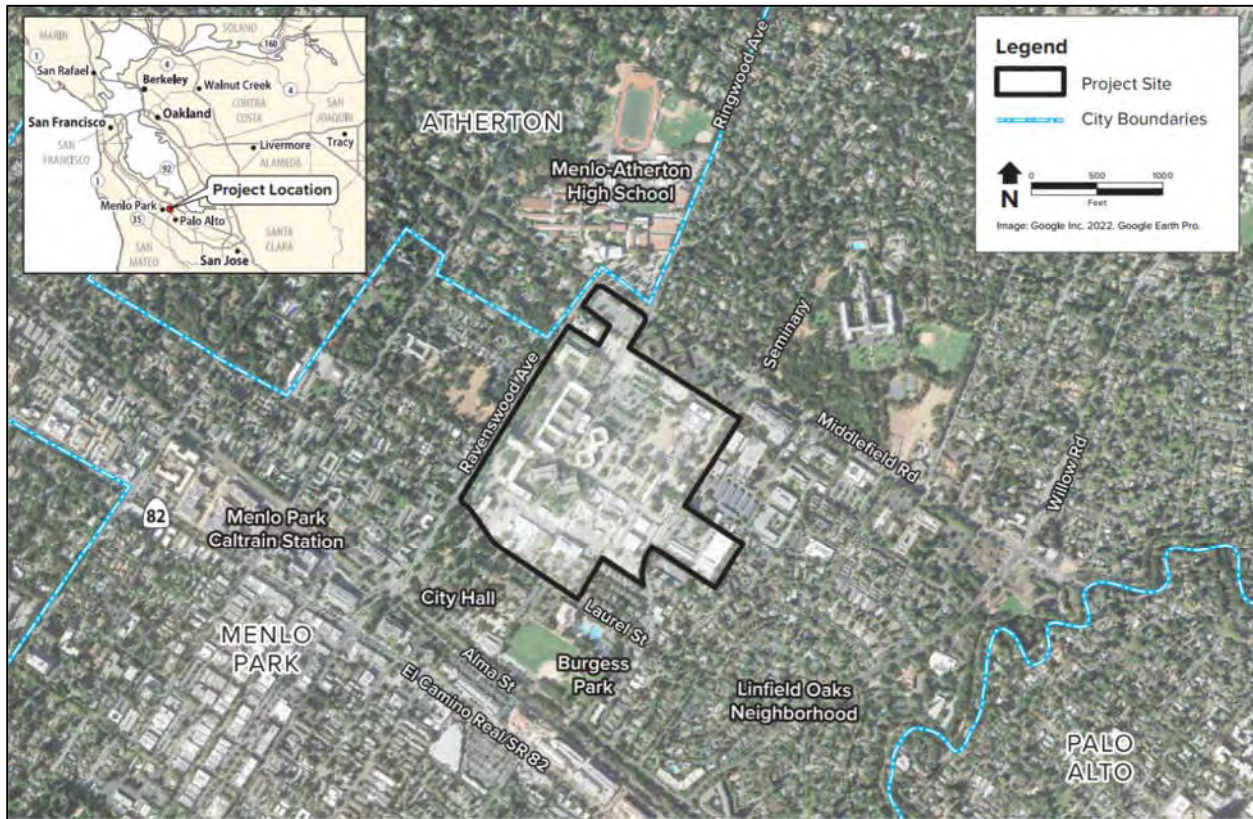 MARIN
SOLANO
160
1
4
San Rafael
Berkeley
Walnut Creek
4
CONTRA
COSTA
SAN
JOAQUIN
Oakland
San Francisco
Tracy
SAN
FRANCISCO
Livermore
ALAMEDA
92
1
Project Location
Menlo Park
35
Palo Alto
SANTA
CLARA
SAN
MATEO
San Jose
Legend
Project Site
City Boundaries
N
0
500
1000
Feet
Image: Google Inc. 2022. Google Earth Pro.
ATHERTON
Ringwood Ave
Menlo-Atherton
High School
Seminary
Ravenswood Ave
Middlefield Rd
Willow Rd
82
Menlo Park
Caltrain Station
City Hall
Laurel St
MENLO
PARK
Alma St
Burgess
Park
El Camino Real/SR 82
Linfield Oaks
Neighborhood
PALO
ALTO